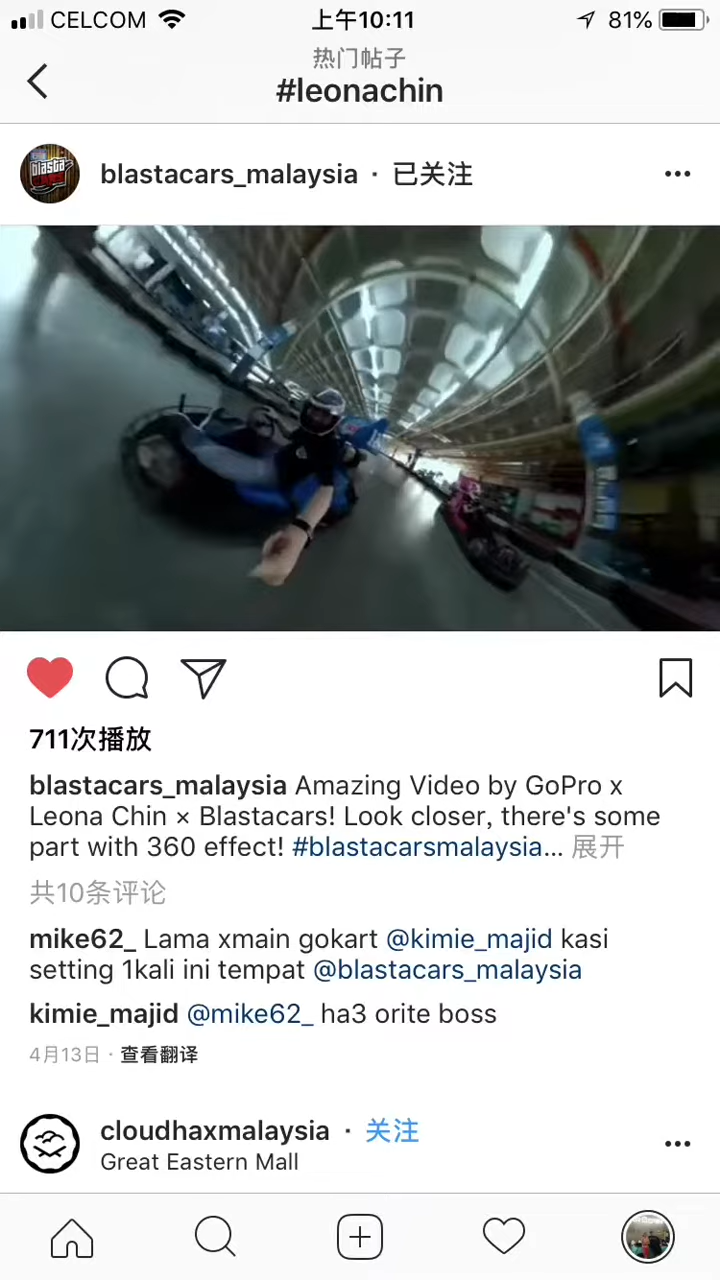 CELCOM 上午10:11 81%
热门帖子
#leonachin
blasta
blastacars_malaysia · 已关注
711次播放
blastacars_malaysia Amazing Video by GoPro x
Leona Chin × Blastacars! Look closer, there's some
part with 360 effect! #blastacarsmalaysia... 展开
共10条评论
mike62_ Lama xmain gokart @kimie_majid kasi
setting 1kali ini tempat @blastacars_malaysia
kimie_majid @mike62_ ha3 orite boss
4月13日 · 查看翻译
cloudhaxmalaysia · 关注
Great Eastern Mall